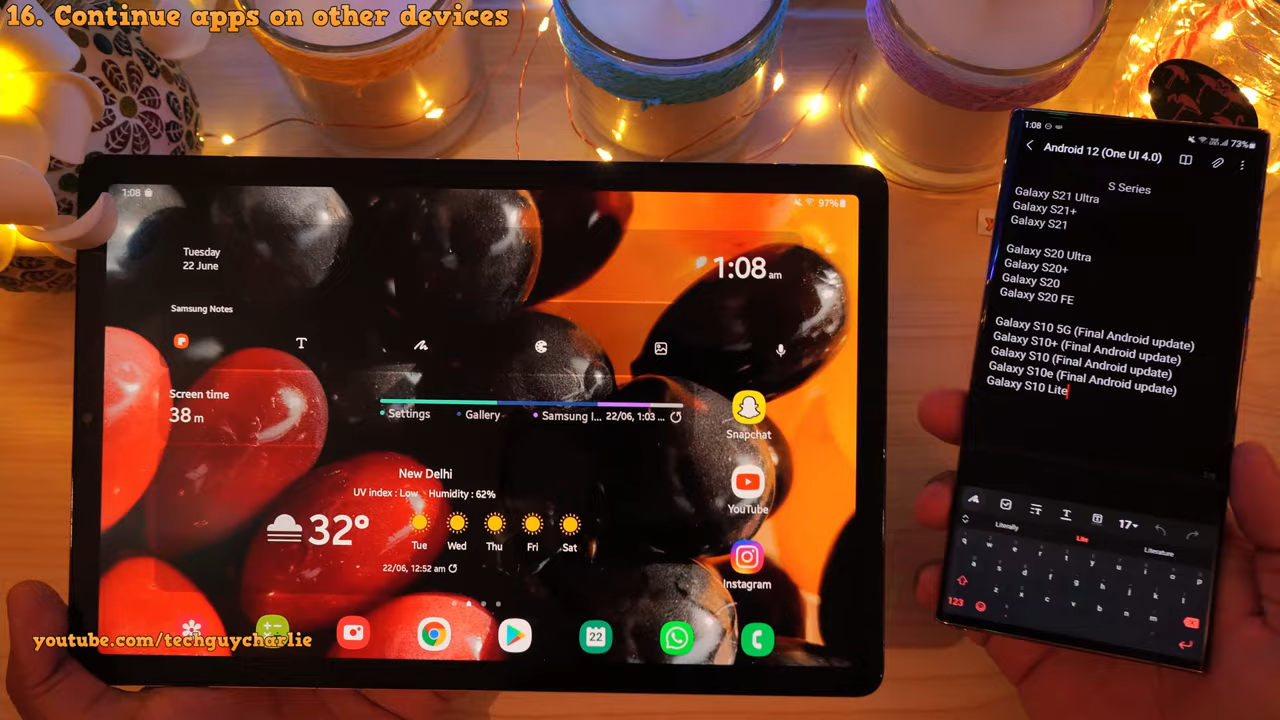 16. Continue apps on other devices
1:08
97%
Tuesday
22 June
1:08 am
Samsung Notes
T
Screen time
38 m
Settings
Gallery
Samsung I...
22/06, 1:03 ...
New Delhi
UV index : Low
Humidity : 62%
32°
Tue Wed Thu Fri Sat
22/06, 12:52 am
Snapchat
YouTube
Instagram
22
youtube.com/techguycharlie
1:08
73%
Android 12 (One UI 4.0)
S Series
Galaxy S21 Ultra
Galaxy S21+
Galaxy S21
Galaxy S20 Ultra
Galaxy S20+
Galaxy S20
Galaxy S20 FE
Galaxy S10 5G (Final Android update)
Galaxy S10+ (Final Android update)
Galaxy S10 (Final Android update)
Galaxy S10e (Final Android update)
Galaxy S10 Lite
17
Literally Lite Literature
q w e r t y u i o p
a s d f g h j k l
z x c v b n m
123